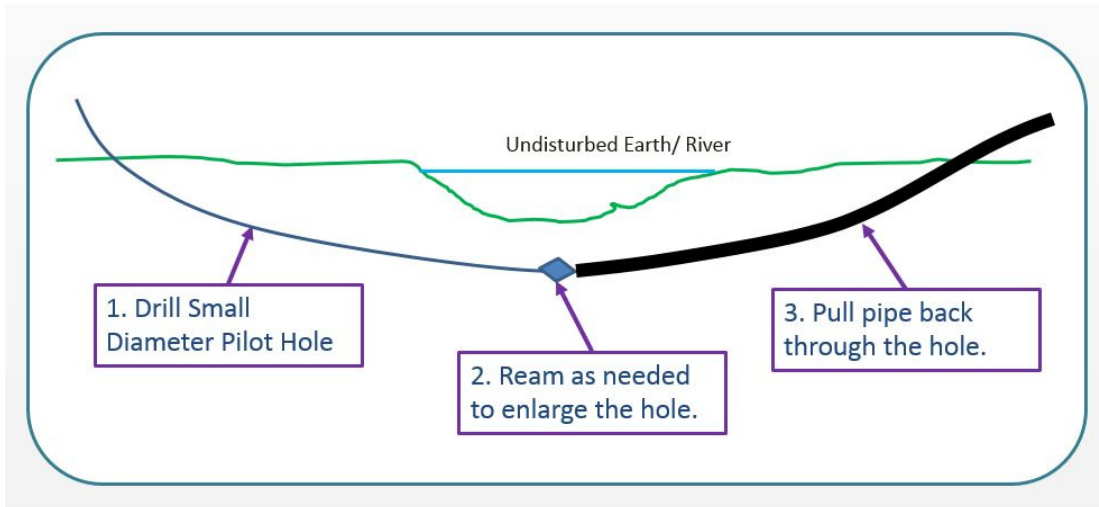 Undisturbed Earth/ River
1. Drill Small
Diameter Pilot Hole
2. Ream as needed
to enlarge the hole.
3. Pull pipe back
through the hole.